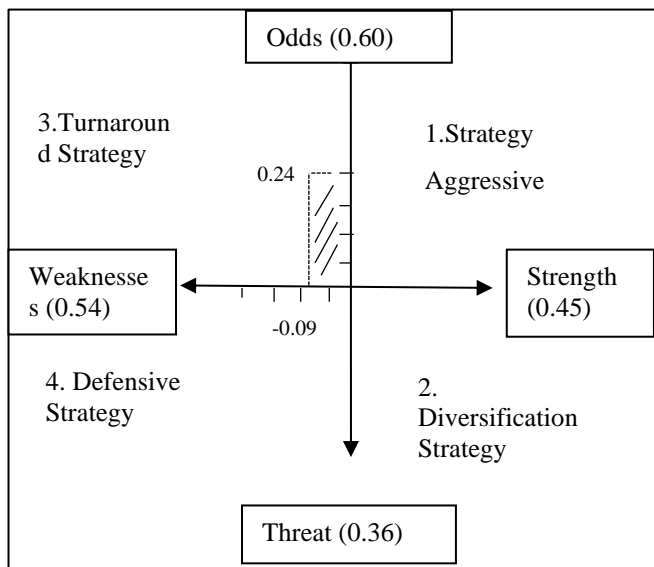 Odds (0.60)
3.Turnaroun
d Strategy
1.Strategy
Aggressive
0.24
Weaknesse
s (0.54)
Strength
(0.45)
-0.09
4. Defensive
Strategy
2.
Diversification
Strategy
Threat (0.36)